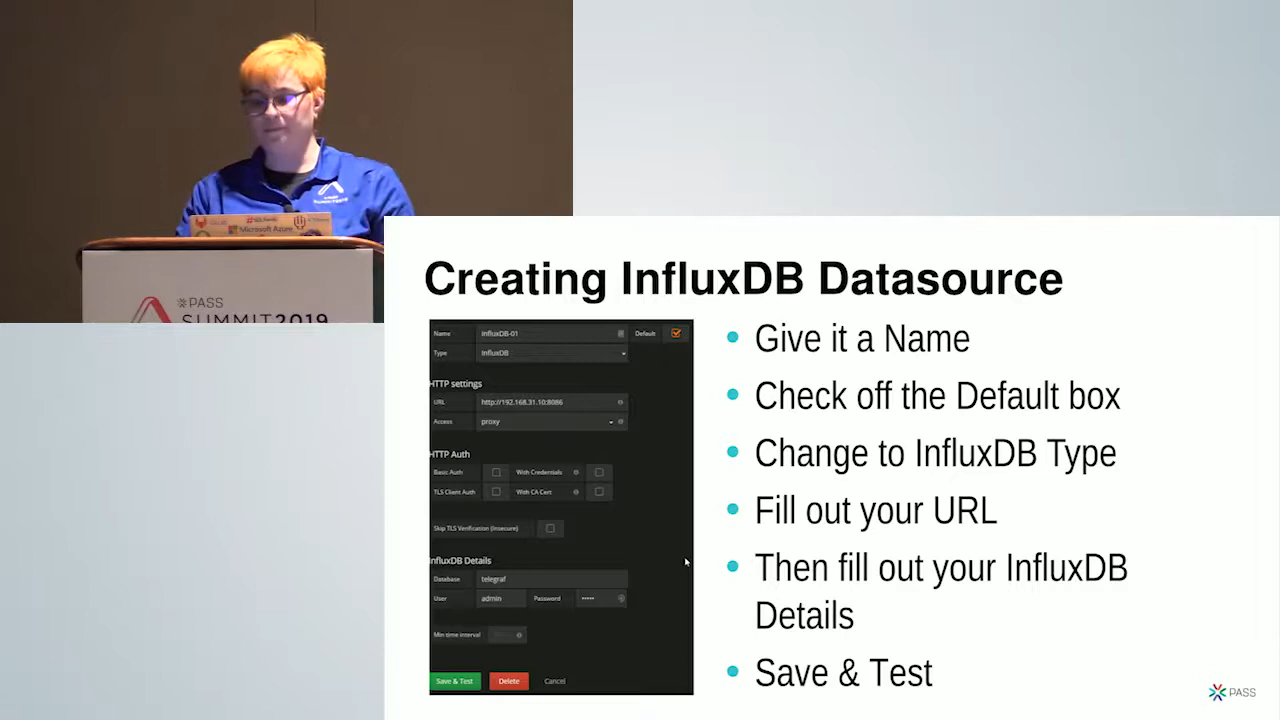 Microsoft Azure
PASS
SUMMIT 2019
Creating InfluxDB Datasource
Name InfluxDB-01 Default
Type InfluxDB
HTTP settings
URL http://192.168.31.10:8086
Access proxy
HTTP Auth
Basic Auth With Credentials
TLS Client Auth With CA Cert
Skip TLS Verification (Insecure)
InfluxDB Details
Database telegraf
User admin Password •••••
Min time interval
Save & Test Delete Cancel
• Give it a Name
• Check off the Default box
• Change to InfluxDB Type
• Fill out your URL
• Then fill out your InfluxDB
Details
• Save & Test
PASS